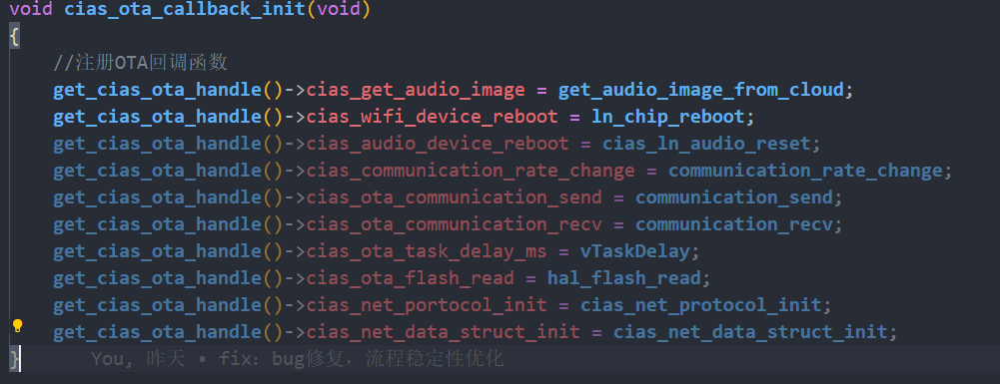 void cias_ota_callback_init(void)
{
//注册OTA回调函数
get_cias_ota_handle()->cias_get_audio_image = get_audio_image_from_cloud;
get_cias_ota_handle()->cias_wifi_device_reboot = ln_chip_reboot;
get_cias_ota_handle()->cias_audio_device_reboot = cias_ln_audio_reset;
get_cias_ota_handle()->cias_communication_rate_change = communication_rate_change;
get_cias_ota_handle()->cias_ota_communication_send = communication_send;
get_cias_ota_handle()->cias_ota_communication_recv = communication_recv;
get_cias_ota_handle()->cias_ota_task_delay_ms = vTaskDelay;
get_cias_ota_handle()->cias_ota_flash_read = hal_flash_read;
get_cias_ota_handle()->cias_net_portocol_init = cias_net_protocol_init;
get_cias_ota_handle()->cias_net_data_struct_init = cias_net_data_struct_init;
} You, 昨天 • fix: bug修复，流程稳定性优化